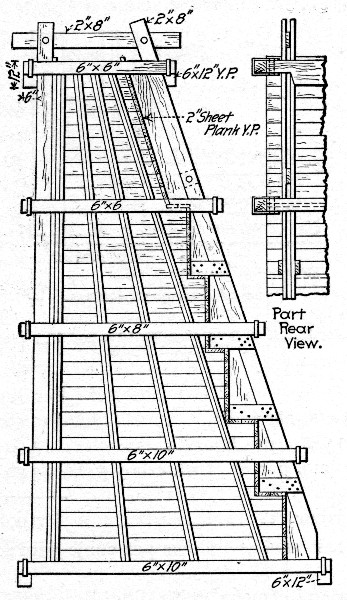 2"x8"
2"x8"
6"x6"
*12"*
6"x12"Y.P.
*6"
2"Sheet
Plank Y.P.
6"x6
6"x8"
6"x10"
6"x10"
6"x12"
Part
Rear
View.